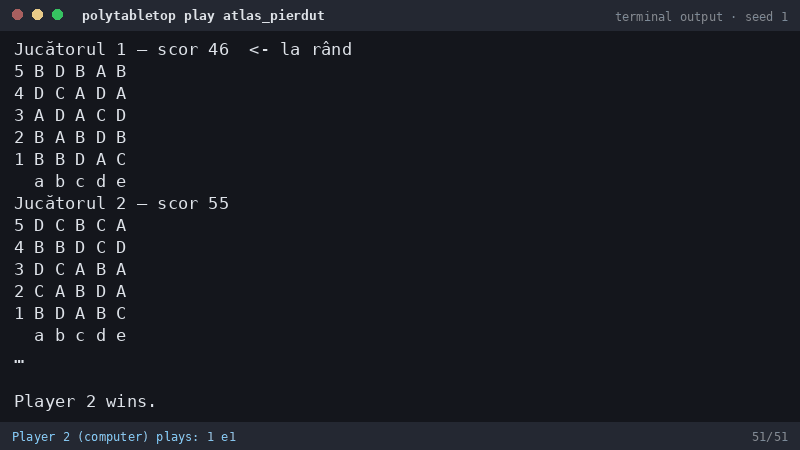 polytabletop play atlas_pierdut
terminal output · seed 1
Jucătorul 1 — scor 46  <- la rând
5 B D B A B
4 D C A D A
3 A D A C D
2 B A B D B
1 B B D A C
  a b c d e
Jucătorul 2 — scor 55
5 D C B C A
4 B B D C D
3 D C A B A
2 C A B D A
1 B D A B C
  a b c d e
…
Player 2 wins.
Player 2 (computer) plays: 1 e1
51/51